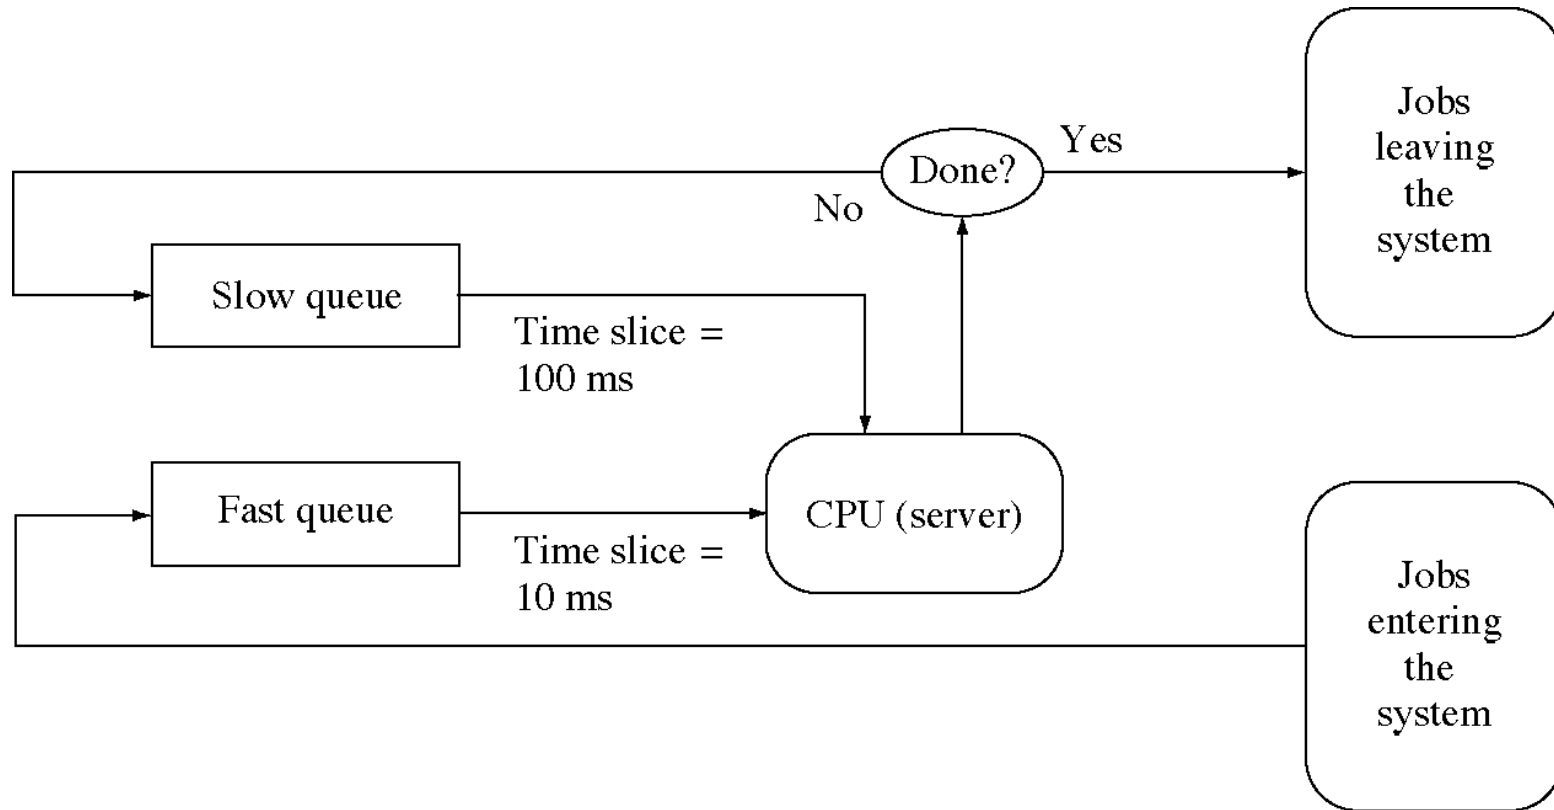 Jobs
leaving
the
system
Yes
Done?
No
Slow queue
Time slice =
100 ms
Fast queue
Time slice =
10 ms
CPU (server)
Jobs
entering
the
system